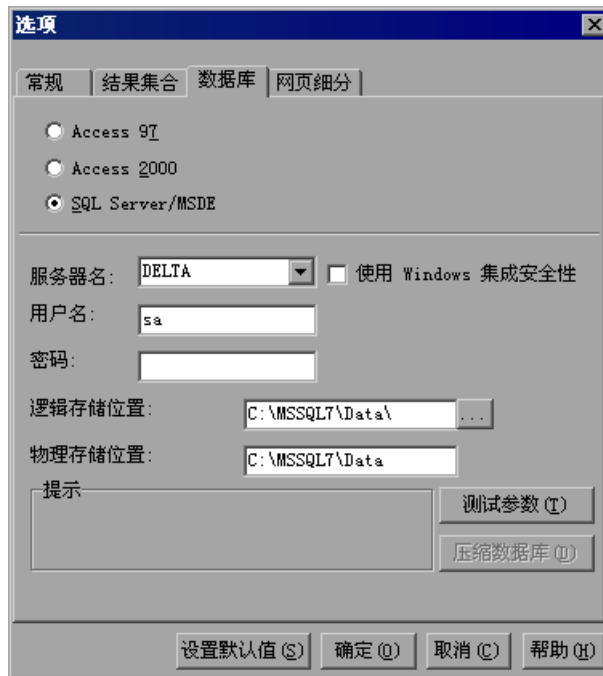 选项
常规 结果集合 数据库 网页细分
Access 97
Access 2000
SQL Server/MSDE
服务器名: DELTA 使用 Windows 集成安全性
用户名: sa
密码:
逻辑存储位置: C:\MSSQL7\Data\ ...
物理存储位置: C:\MSSQL7\Data
提示
测试参数(T)
压缩数据库(D)
设置默认值(S) 确定(O) 取消(C) 帮助(H)